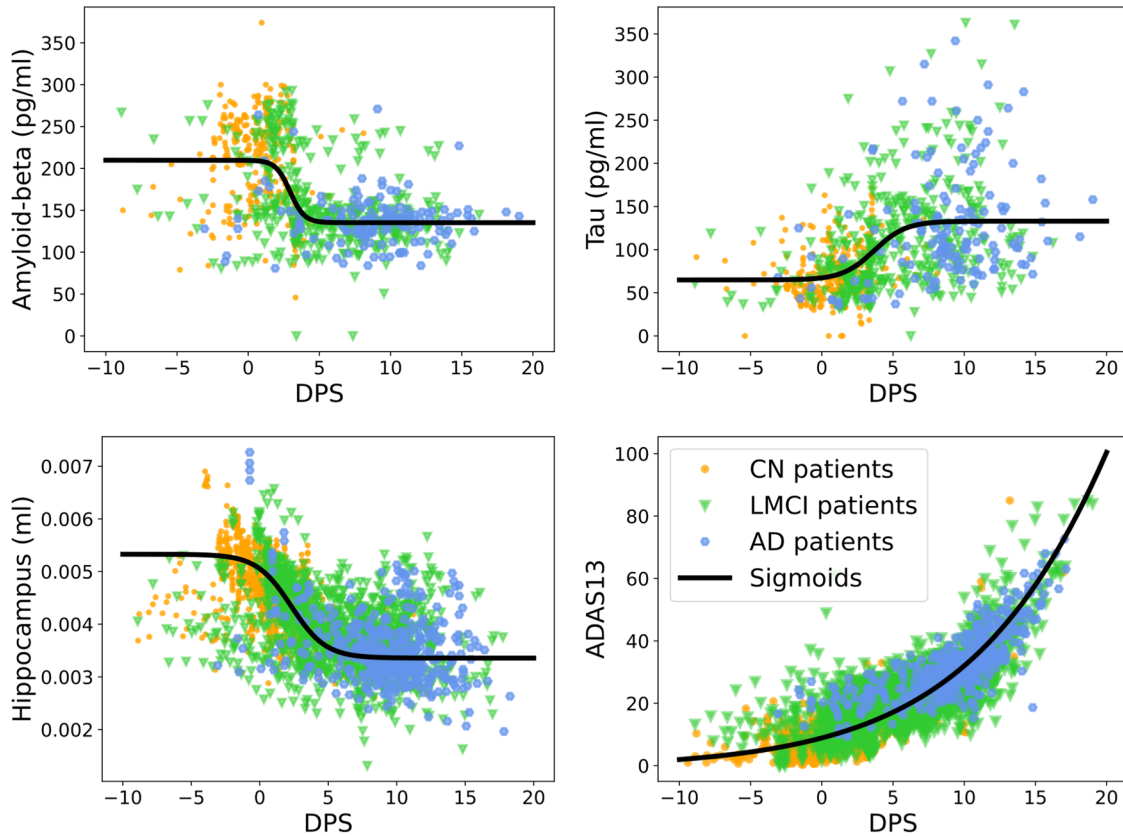 Amyloid-beta (pg/ml)
350
300
250
200
150
100
50
0
−10 −5 0 5 10 15 20
DPS
Tau (pg/ml)
350
300
250
200
150
100
50
0
−10 −5 0 5 10 15 20
DPS
Hippocampus (ml)
0.007
0.006
0.005
0.004
0.003
0.002
−10 −5 0 5 10 15 20
DPS
ADAS13
100
80
60
40
20
0
CN patients
LMCI patients
AD patients
Sigmoids
−10 −5 0 5 10 15 20
DPS